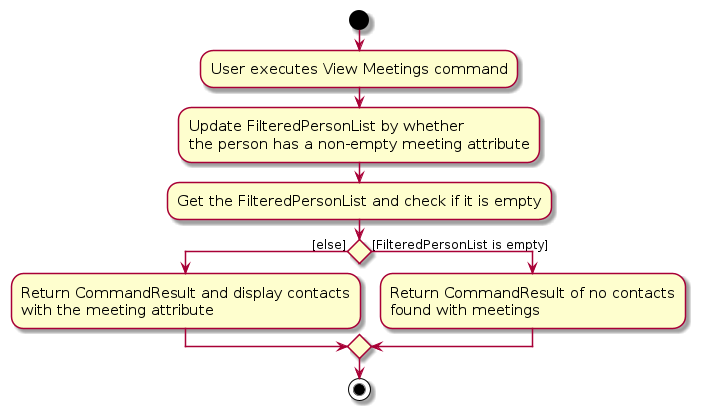 User executes View Meetings command
Update FilteredPersonList by whether
the person has a non-empty meeting attribute
Get the FilteredPersonList and check if it is empty
[else]
[FilteredPersonList is empty]
Return CommandResult and display contacts
with the meeting attribute
Return CommandResult of no contacts
found with meetings